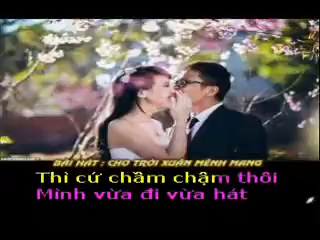 BÀI HÁT : CHO TRỜI XUÂN MÊNH MANG
Thì cứ chầm chậm thôi
Mình vừa đi vừa hát